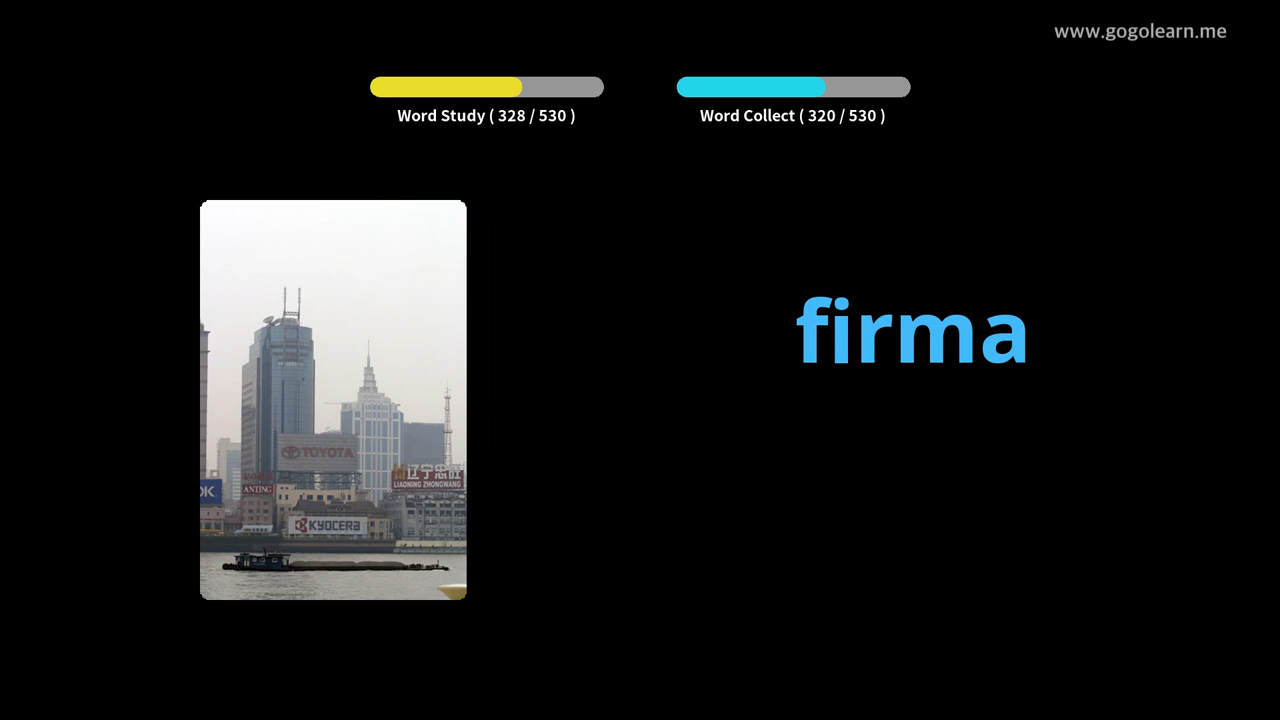 www.gogolearn.me
Word Study ( 328 / 530 )
Word Collect ( 320 / 530 )
firma
TOYOTA
辽宁忠旺
LIAONING ZHONGWANG
ANTING
KYOCERA